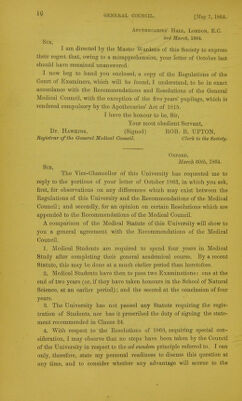 10
GENERAL COUNCIL.
[May 7, 1864.
APOTHECARIES' HALL, LONDON, E.C.
3rd March, 1864.
SIR,
I am directed by the Master Wardens of this Society to express
their regret that, owing to a misapprehension, your letter of October last
should have remained unanswered.
I now beg to hand you enclosed, a copy of the Regulations of the
Court of Examiners, which will be found, I understand, to be in exact
accordance with the Recommendations and Resolutions of the General
Medical Council, with the exception of the five years' pupilage, which is
rendered compulsory by the Apothecaries' Act of 1815.
I have the honour to be, Sir,
Your most obedient Servant,
DR. HAWKINS,
(Signed)
ROB. B. UPTON,
Registrar of the General Medical Council.
Clerk to the Society.
OXFORD,
March 30th, 1864.
SIR,
The Vice-Chancellor of this University has requested me to
reply to the portions of your letter of October 1863, in which you ask,
first, for observations on any differences which may exist between the
Regulations of this University and the Recommendations of the Medical
Council; and secondly, for an opinion on certain Resolutions which are
appended to the Recommendations of the Medical Council.
A comparison of the Medical Statute of this University will show to
you a general agreement with the Recommendations of the Medical
Council.
1. Medical Students are required to spend four years in Medical
Study after completing their general academical course. By a recent
Statute, this may be done at a much earlier period than heretofore.
2. Medical Students have then to pass two Examinations: one at the
end of two years (or, if they have taken honours in the School of Natural
Science, at an earlier period); and the second at the conclusion of four
years.
3. The University has not passed any Statute requiring the regis-
tration of Students, nor has it prescribed the duty of signing the state-
ment recommended in Clause 24.
4. With respect to the Resolutions of 1863, requiring special con-
sideration, I may observe that no steps have been taken by the Council
of the University in respect to the ad eundem principle referred to. I can
only, therefore, state my personal readiness to discuss this question at
any time, and to consider whether any advantage will accrue to the